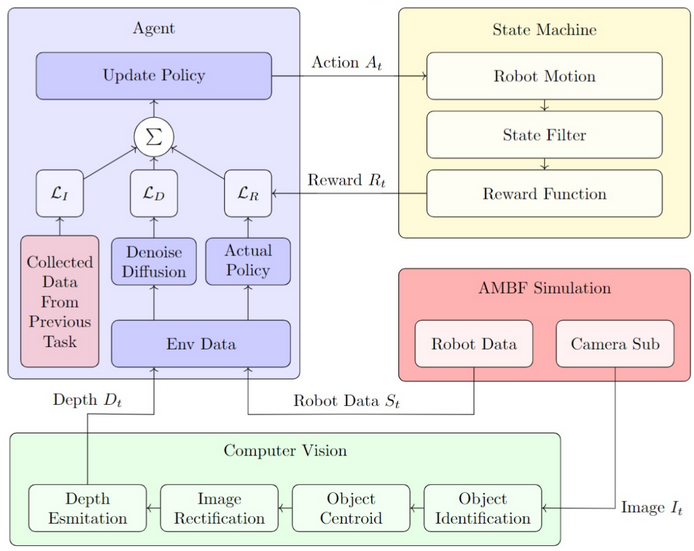 Agent
Update Policy
Σ
ℒ_I
ℒ_D
ℒ_R
Collected
Data
From
Previous
Task
Denoise
Diffusion
Actual
Policy
Env Data
Action A_t
Reward R_t
State Machine
Robot Motion
State Filter
Reward Function
AMBF Simulation
Robot Data
Camera Sub
Depth D_t
Robot Data S_t
Computer Vision
Depth
Esmitation
Image
Rectification
Object
Centroid
Object
Identification
Image I_t